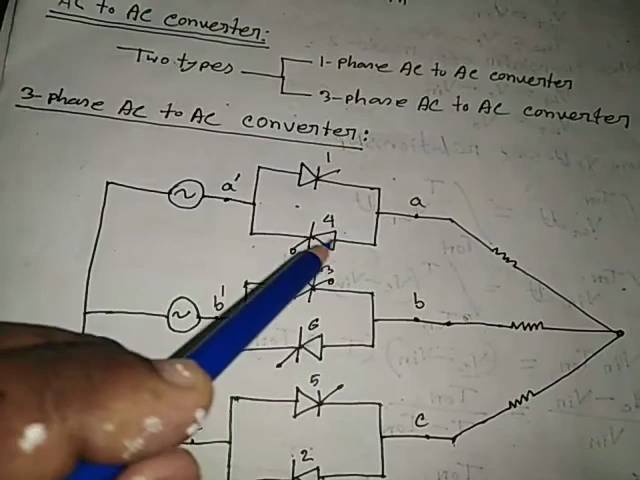 AC to AC converter:
Two types
1-phase AC to AC converter
3-phase AC to AC converter
3-phase AC to AC converter:
1
a'
a
4
3
b'
b
6
5
c
2